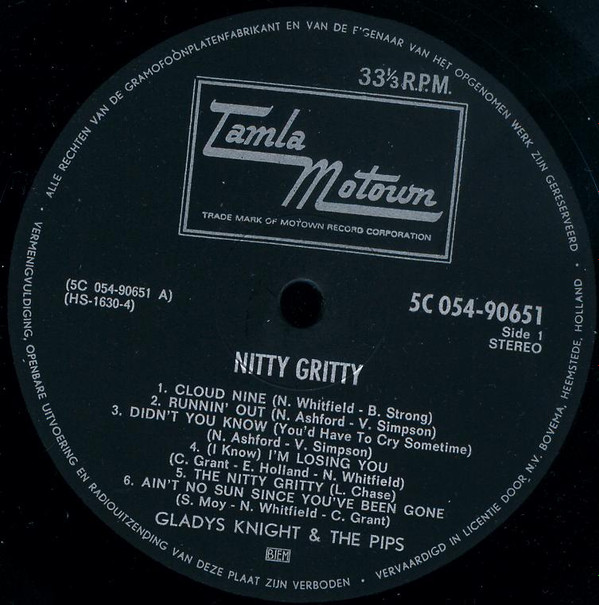 ALLE RECHTEN VAN DE GRAMOFOONPLATENFABRIKANT EN VAN DE EIGENAAR VAN HET OPGENOMEN WERK ZIJN GERESERVEERD •
33⅓ R.P.M.
Tamla
Motown
TRADE MARK OF MOTOWN RECORD CORPORATION
(5C 054-90651 A)
(HS-1630-4)
5C 054-90651
Side 1
STEREO
NITTY GRITTY
1. CLOUD NINE (N. Whitfield - B. Strong)
2. RUNNIN' OUT (N. Ashford - V. Simpson)
3. DIDN'T YOU KNOW (You'd Have To Cry Sometime)
(N. Ashford - V. Simpson)
4. (I Know) I'M LOSING YOU
(C. Grant - E. Holland - N. Whitfield)
5. THE NITTY GRITTY (L. Chase)
6. AIN'T NO SUN SINCE YOU'VE BEEN GONE
(S. Moy - N. Whitfield - C. Grant)
GLADYS KNIGHT & THE PIPS
BIEM
VERMENIGVULDIGING, OPENBARE UITVOERING EN RADIOUITZENDING VAN DEZE PLAAT ZIJN VERBODEN •
VERVAARDIGD IN LICENTIE DOOR N.V. BOVEMA, HEEMSTEDE, HOLLAND •